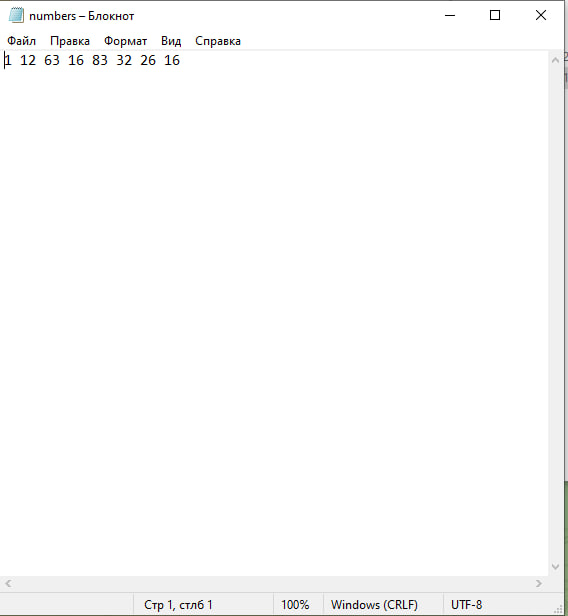 numbers – Блокнот
Файл Правка Формат Вид Справка
1 12 63 16 83 32 26 16
Стр 1, стлб 1 100% Windows (CRLF) UTF-8